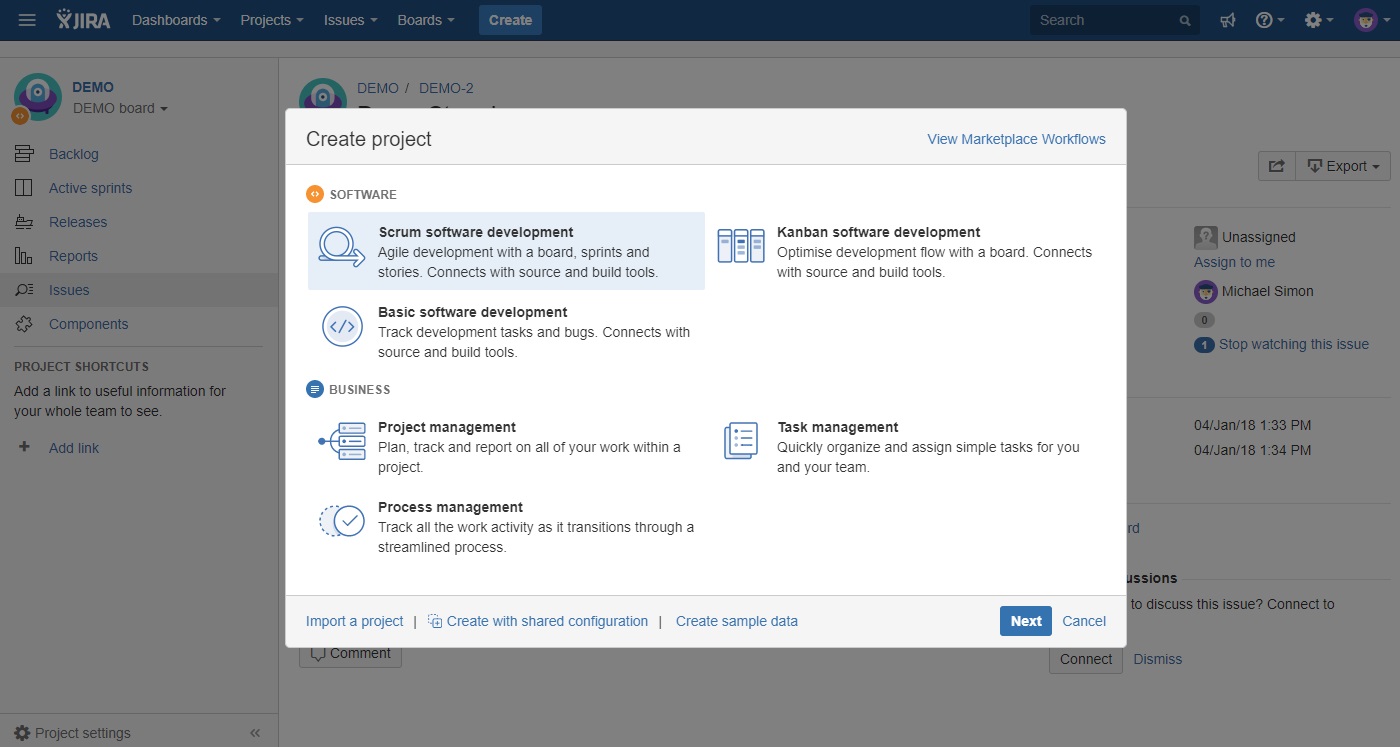 JIRA Dashboards Projects Issues Boards Create Search
DEMO
DEMO board
Backlog
Active sprints
Releases
Reports
Issues
Components
PROJECT SHORTCUTS
Add a link to useful information for
your whole team to see.
Add link
Project settings
DEMO / DEMO-2
Create project
View Marketplace Workflows
SOFTWARE
Scrum software development
Agile development with a board, sprints and
stories. Connects with source and build tools.
Kanban software development
Optimise development flow with a board. Connects
with source and build tools.
Basic software development
Track development tasks and bugs. Connects with
source and build tools.
BUSINESS
Project management
Plan, track and report on all of your work within a
project.
Task management
Quickly organize and assign simple tasks for you
and your team.
Process management
Track all the work activity as it transitions through a
streamlined process.
Import a project | Create with shared configuration | Create sample data
Next Cancel
Comment
Export
Unassigned
Assign to me
Michael Simon
0
1 Stop watching this issue
04/Jan/18 1:33 PM
04/Jan/18 1:34 PM
rd
ussions
to discuss this issue? Connect to
Connect Dismiss